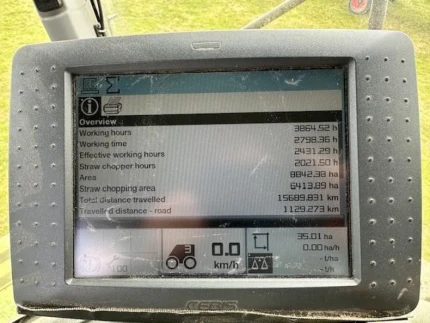 Overview
Working hours 3864.52 h
Working time 2798.36 h
Effective working hours 2431.29 h
Straw chopper hours 2021.50 h
Area 8842.38 ha
Straw chopping area 6413.89 ha
Total distance travelled 15689.831 km
Travelled distance - road 1129.273 km
0.0
km/h
35.01 ha
0.00 ha/h
- t/ha
- t/h